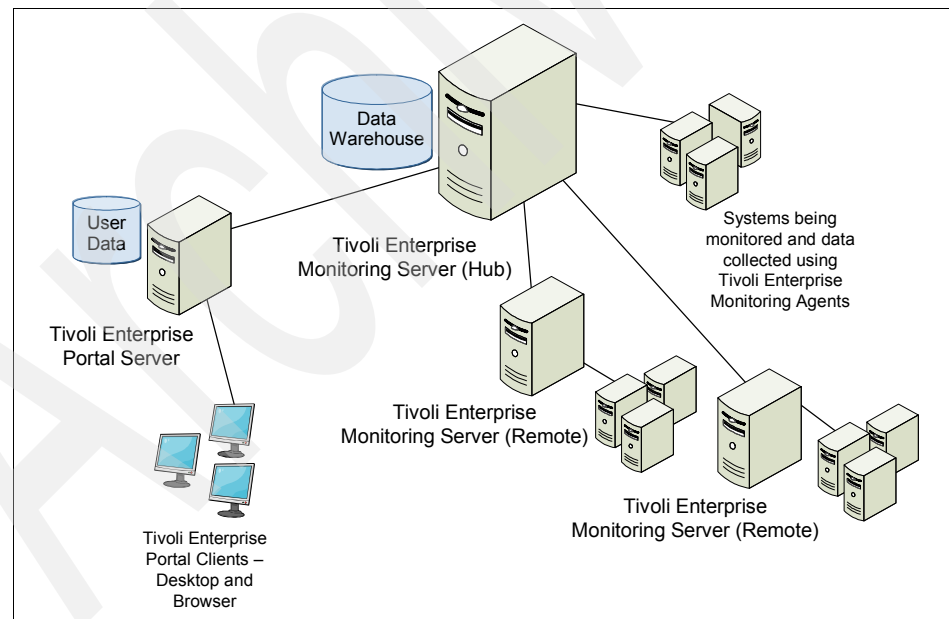 Data
Warehouse
User
Data
Tivoli Enterprise
Monitoring Server (Hub)
Systems being
monitored and data
collected using
Tivoli Enterprise
Monitoring Agents
Tivoli Enterprise
Portal Server
Tivoli Enterprise
Monitoring Server (Remote)
Tivoli Enterprise
Monitoring Server (Remote)
Tivoli Enterprise
Portal Clients –
Desktop and
Browser